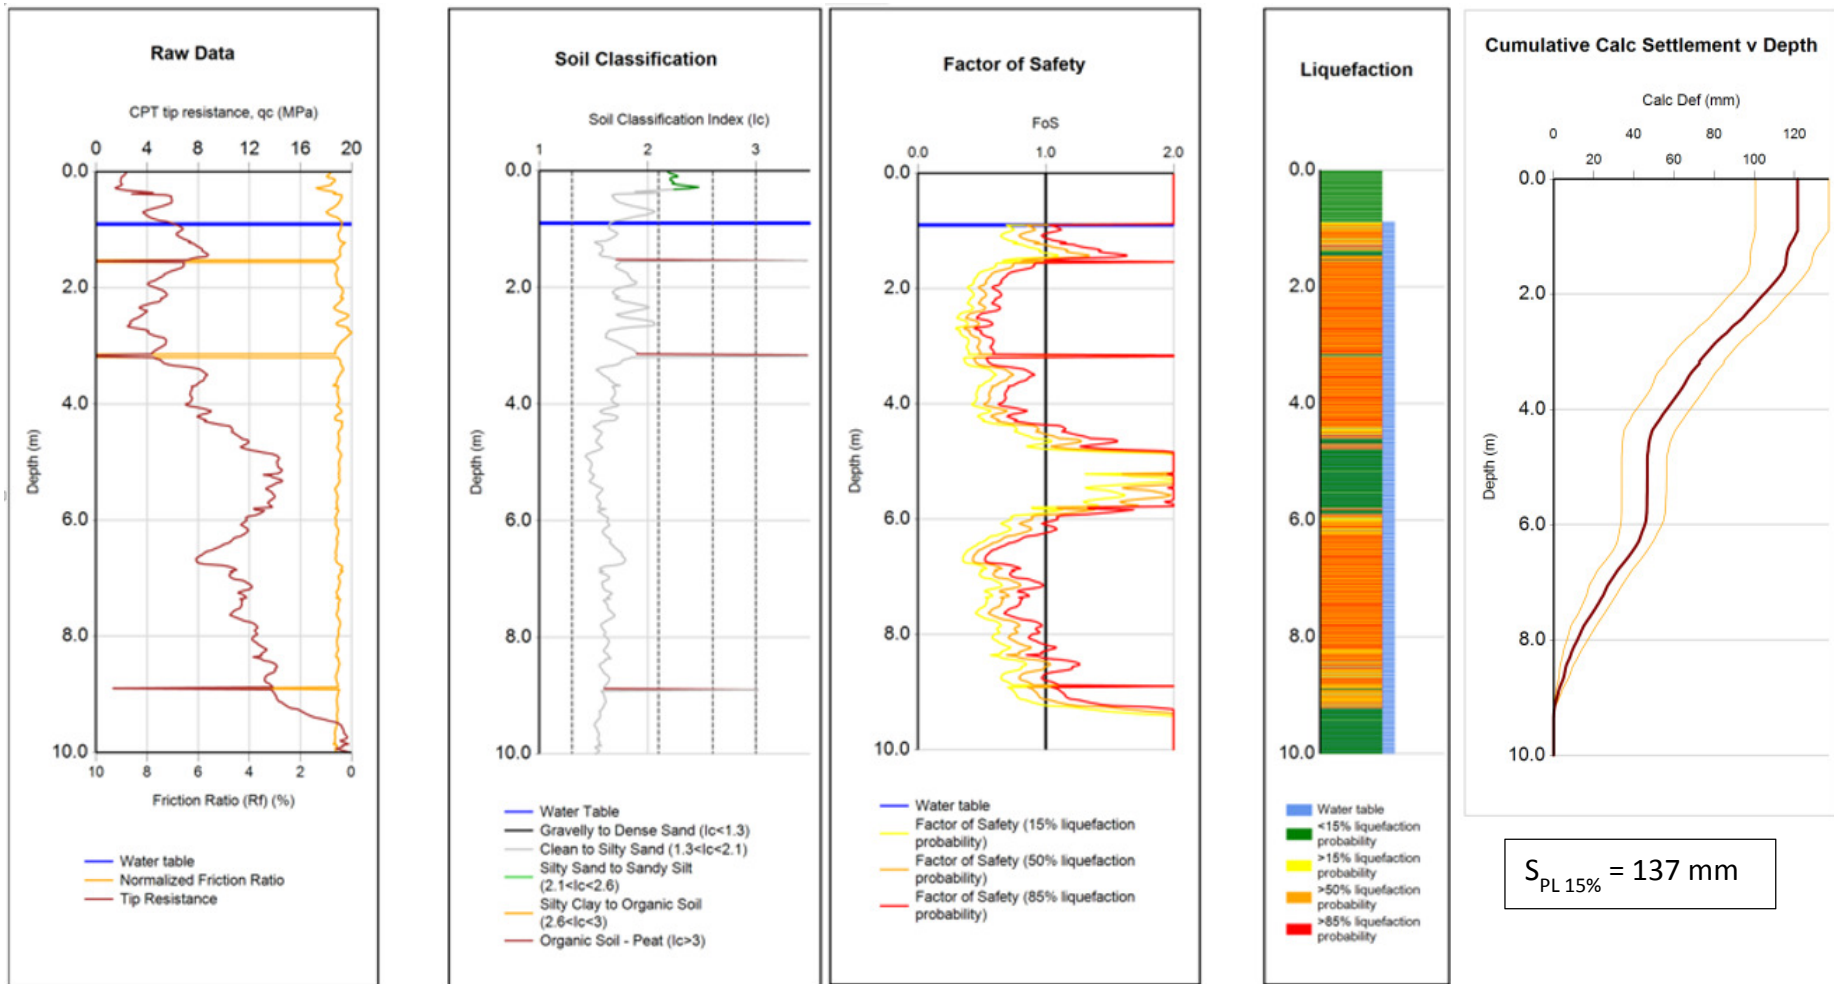 Raw Data
CPT tip resistance, qc (MPa)
0 4 8 12 16 20
0.0
2.0
4.0
6.0
8.0
10.0
Depth (m)
10 8 6 4 2 0
Friction Ratio (Rf) (%)
Water table
Normalized Friction Ratio
Tip Resistance
Soil Classification
Soil Classification Index (Ic)
1 2 3
0.0
2.0
4.0
6.0
8.0
10.0
Depth (m)
Water Table
Gravelly to Dense Sand (Ic<1.3)
Clean to Silty Sand (1.3<Ic<2.1)
Silty Sand to Sandy Silt
(2.1<Ic<2.6)
Silty Clay to Organic Soil
(2.6<Ic<3)
Organic Soil - Peat (Ic>3)
Factor of Safety
FoS
0.0 1.0 2.0
0.0
2.0
4.0
6.0
8.0
10.0
Depth (m)
Water table
Factor of Safety (15% liquefaction
probability)
Factor of Safety (50% liquefaction
probability)
Factor of Safety (85% liquefaction
probability)
Liquefaction
0.0
2.0
4.0
6.0
8.0
10.0
Water table
<15% liquefaction
probability
>15% liquefaction
probability
>50% liquefaction
probability
>85% liquefaction
probability
Cumulative Calc Settlement v Depth
Calc Def (mm)
0 40 80 120
20 60 100
0.0
2.0
4.0
6.0
8.0
10.0
Depth (m)
S PL 15% = 137 mm